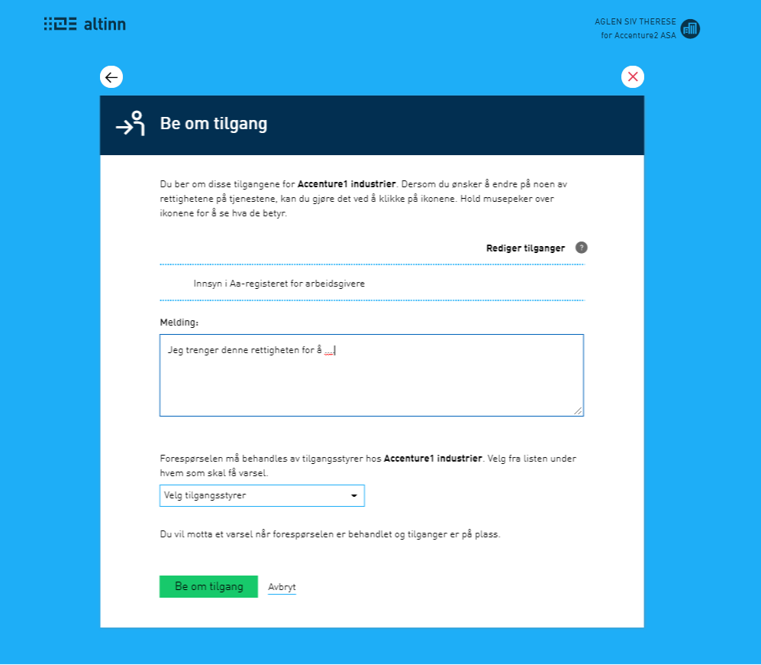 altinn
AGLEN SIV THERESE
for Accenture2 ASA
Be om tilgang
Du ber om disse tilgangene for Accenture1 industrier. Dersom du ønsker å endre på noen av
rettighetene på tjenestene, kan du gjøre det ved å klikke på ikonene. Hold musepeker over
ikonene for å se hva de betyr.
Rediger tilganger ?
Innsyn i Aa-registeret for arbeidsgivere
Melding:
Jeg trenger denne rettigheten for å ....
Forespørselen må behandles av tilgangsstyrer hos Accenture1 industrier. Velg fra listen under
hvem som skal få varsel.
Velg tilgangsstyrer
Du vil motta et varsel når forespørselen er behandlet og tilganger er på plass.
Be om tilgang Avbryt